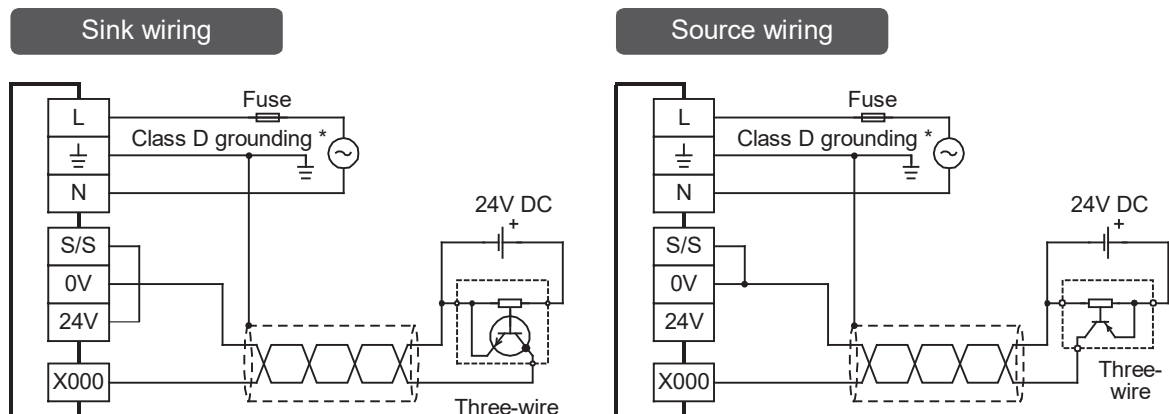 Sink wiring
L
Fuse
Class D grounding *
N
24V DC
+
S/S
0V
24V
X000
Three-wire
Source wiring
L
Fuse
Class D grounding *
N
24V DC
+
S/S
0V
24V
X000
Three-
wire